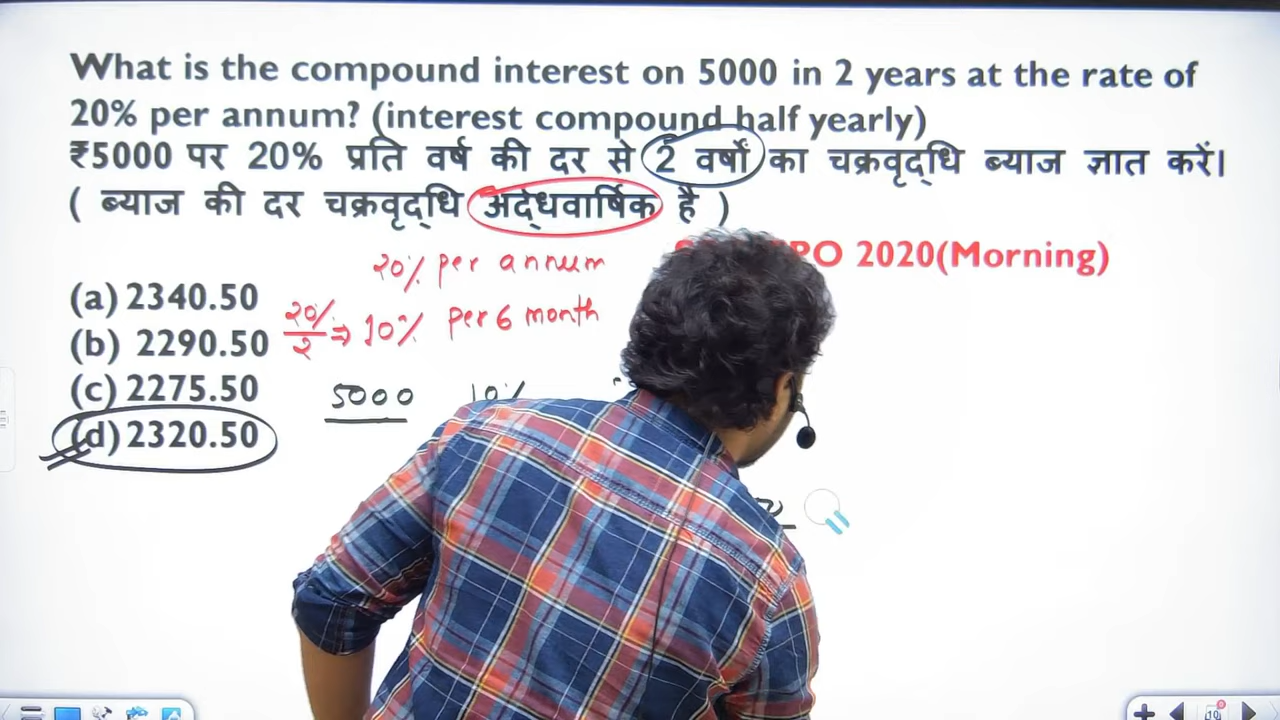 What is the compound interest on 5000 in 2 years at the rate of
20% per annum? (interest compound half yearly)
₹5000 पर 20% प्रति वर्ष की दर से 2 वर्षों का चक्रवृद्धि ब्याज ज्ञात करें।
( ब्याज की दर चक्रवृद्धि अर्द्धवार्षिक है )
PO 2020(Morning)
20% per annum
(a) 2340.50
20%/2 ⇒ 10% per 6 month
(b) 2290.50
(c) 2275.50
5000 10%
(d) 2320.50